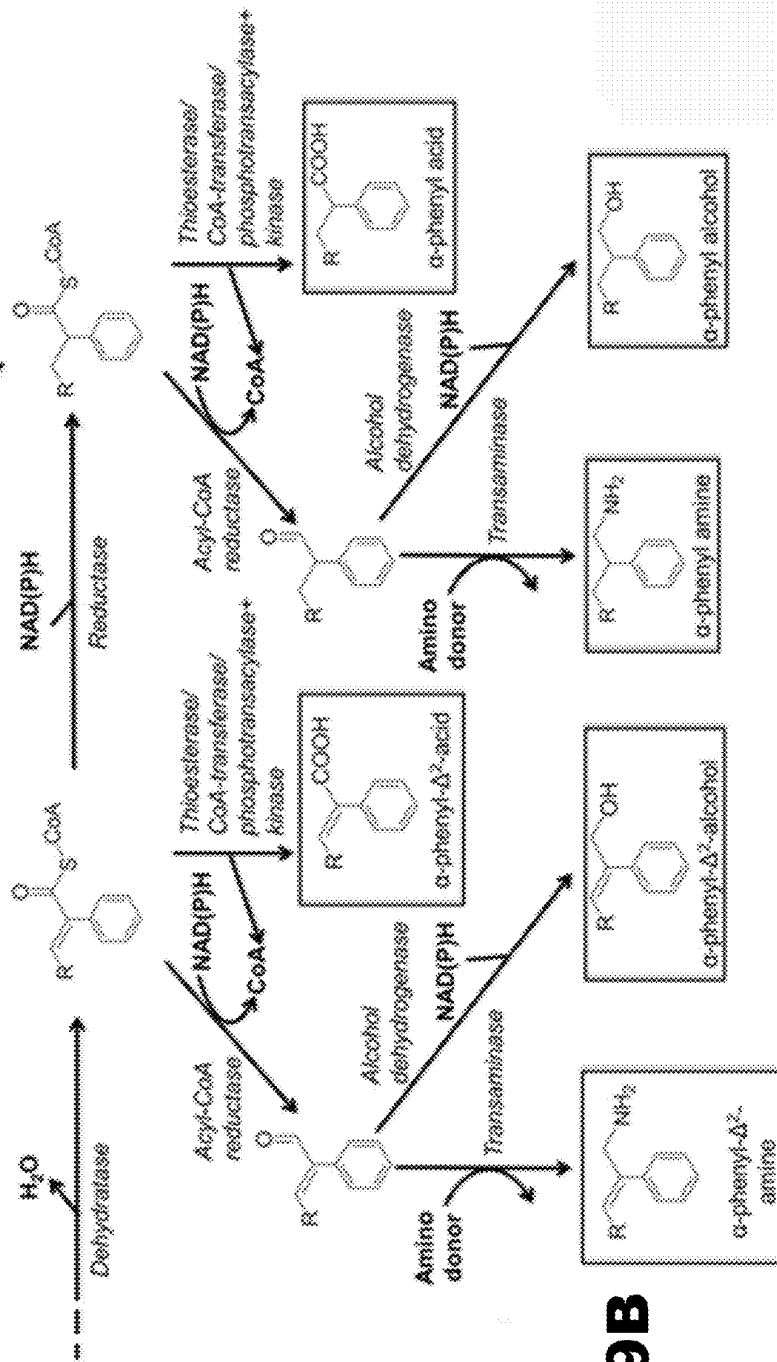 H₂O
Dehydratase
NAD(P)H
Reductase
R
O
S
CoA
R
O
S
CoA
Acyl-CoA
reductase
NAD(P)H
CoA
Thioesterase/
CoA-transferase/
phosphotransacylase+
kinase
Acyl-CoA
reductase
NAD(P)H
CoA
Thioesterase/
CoA-transferase/
phosphotransacylase+
kinase
R
O
R
COOH
α-phenyl-Δ²-acid
R
O
R
COOH
α-phenyl acid
Amino
donor
Transaminase
Alcohol
dehydrogenase
NAD(P)H
Amino
donor
Transaminase
Alcohol
dehydrogenase
NAD(P)H
R
NH₂
α-phenyl-Δ²-
amine
R
OH
α-phenyl-Δ²-alcohol
R
NH₂
α-phenyl amine
R
OH
α-phenyl alcohol
9B